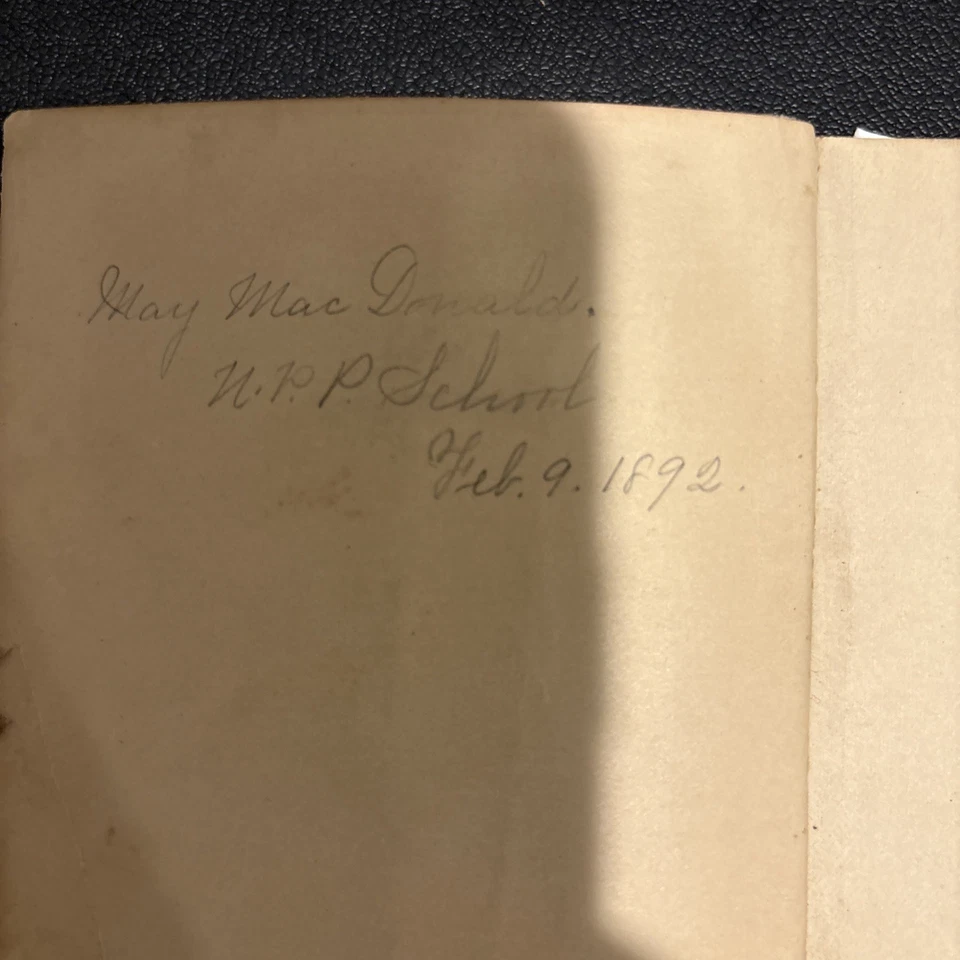 May Mac Donald.
N.P.P. School
Feb. 9. 1892.